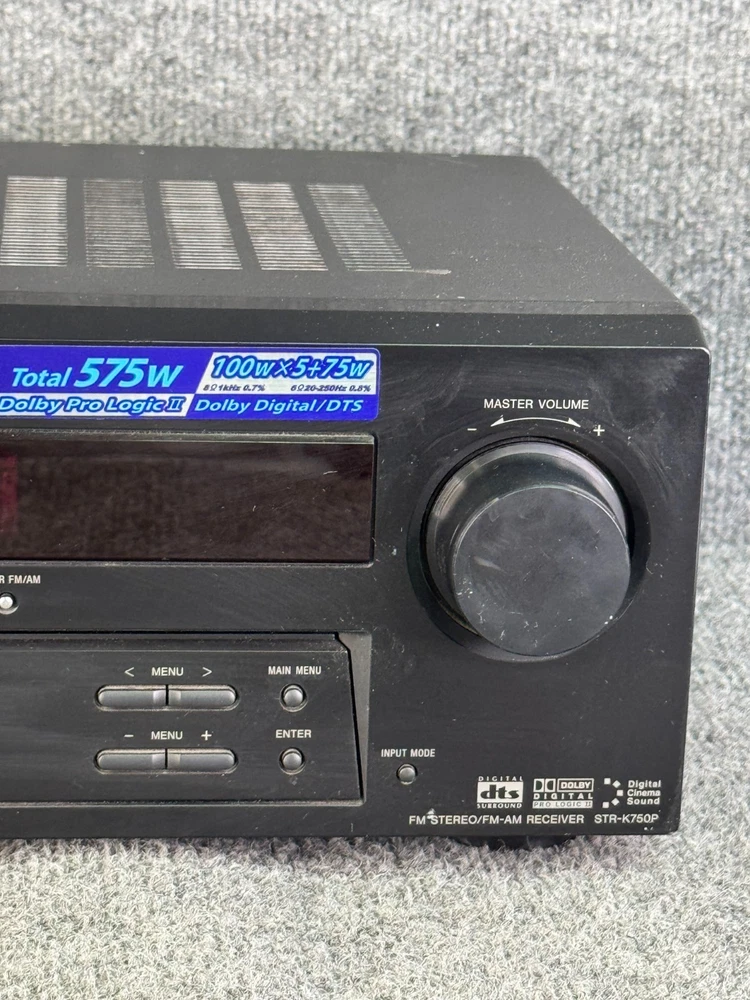 Total 575W
100W×5+75W
8Ω 1kHz 0.7% 6Ω 20-250Hz 0.8%
Dolby Pro Logic II Dolby Digital/DTS
MASTER VOLUME
− +
R FM/AM
< MENU >
MAIN MENU
− MENU +
ENTER
INPUT MODE
DIGITAL
dts
SURROUND
DOLBY
DIGITAL
PRO LOGIC II
Digital
Cinema
Sound
FM STEREO/FM-AM RECEIVER STR-K750P